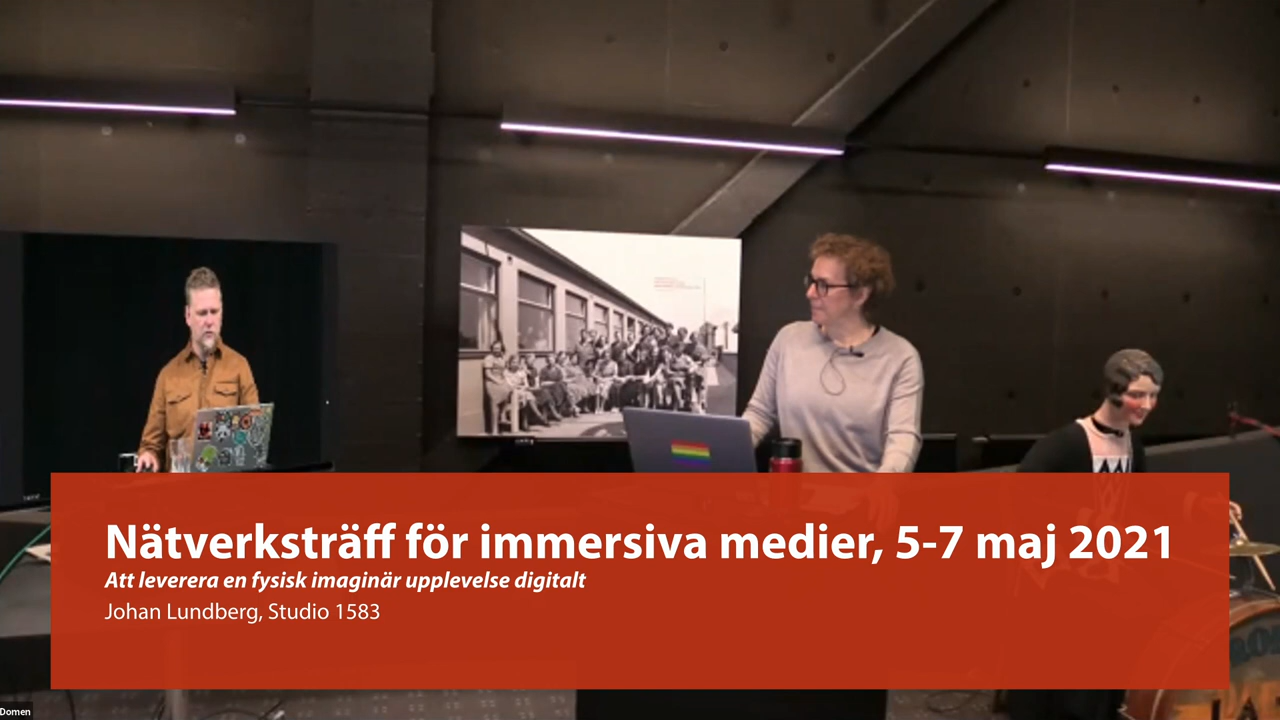 Nätverksträff för immersiva medier, 5-7 maj 2021
Att leverera en fysisk imaginär upplevelse digitalt
Johan Lundberg, Studio 1583
Domen